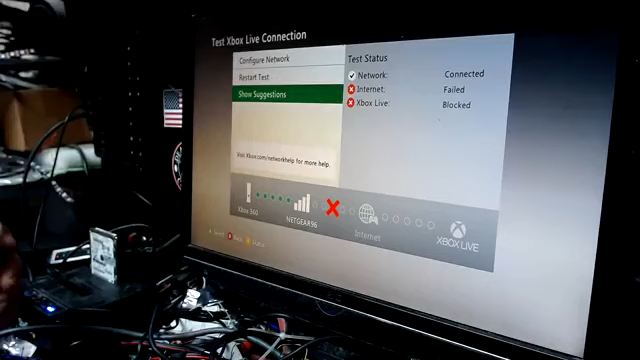 Test Xbox Live Connection
Configure Network
Restart Test
Show Suggestions
Visit Xbox.com/networkhelp for more help.
Test Status
Network: Connected
Internet: Failed
Xbox Live: Blocked
Xbox 360
NETGEAR96
Internet
XBOX LIVE
Select